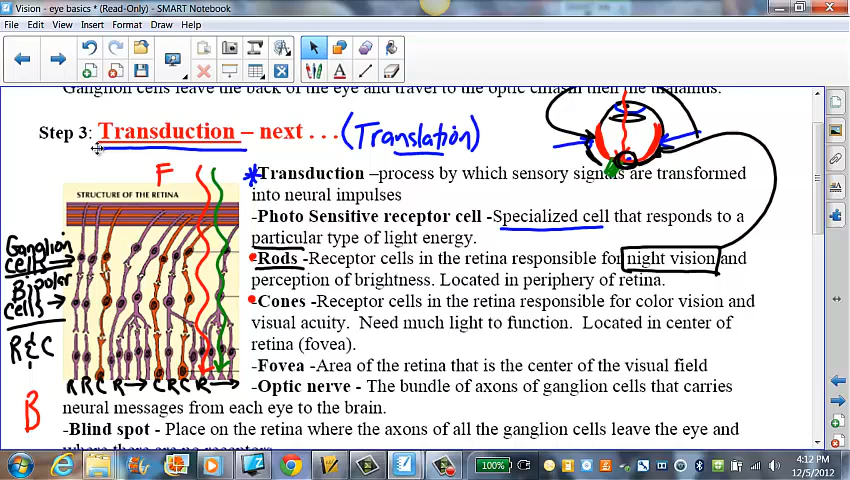 Vision - eye basics * (Read-Only) - SMART Notebook
File Edit View Insert Format Tools Draw Help
Ganglion cells leave the back of the eye and travel to the optic chiasm then the thalamus.
Step 3: Transduction – next . . . (Translation)
*Transduction –process by which sensory signals are transformed
into neural impulses
-Photo Sensitive receptor cell -Specialized cell that responds to a
particular type of light energy.
-Rods -Receptor cells in the retina responsible for night vision and
perception of brightness. Located in periphery of retina.
-Cones -Receptor cells in the retina responsible for color vision and
visual acuity. Need much light to function. Located in center of
retina (fovea).
-Fovea - Area of the retina that is the center of the visual field
-Optic nerve - The bundle of axons of ganglion cells that carries
neural messages from each eye to the brain.
-Blind spot - Place on the retina where the axons of all the ganglion cells leave the eye and
where there are no receptors
F
STRUCTURE OF THE RETINA
Ganglion
cells
Bipolar
cells
R & C
R R C R C R C R
B
100%
4:12 PM
12/5/2012